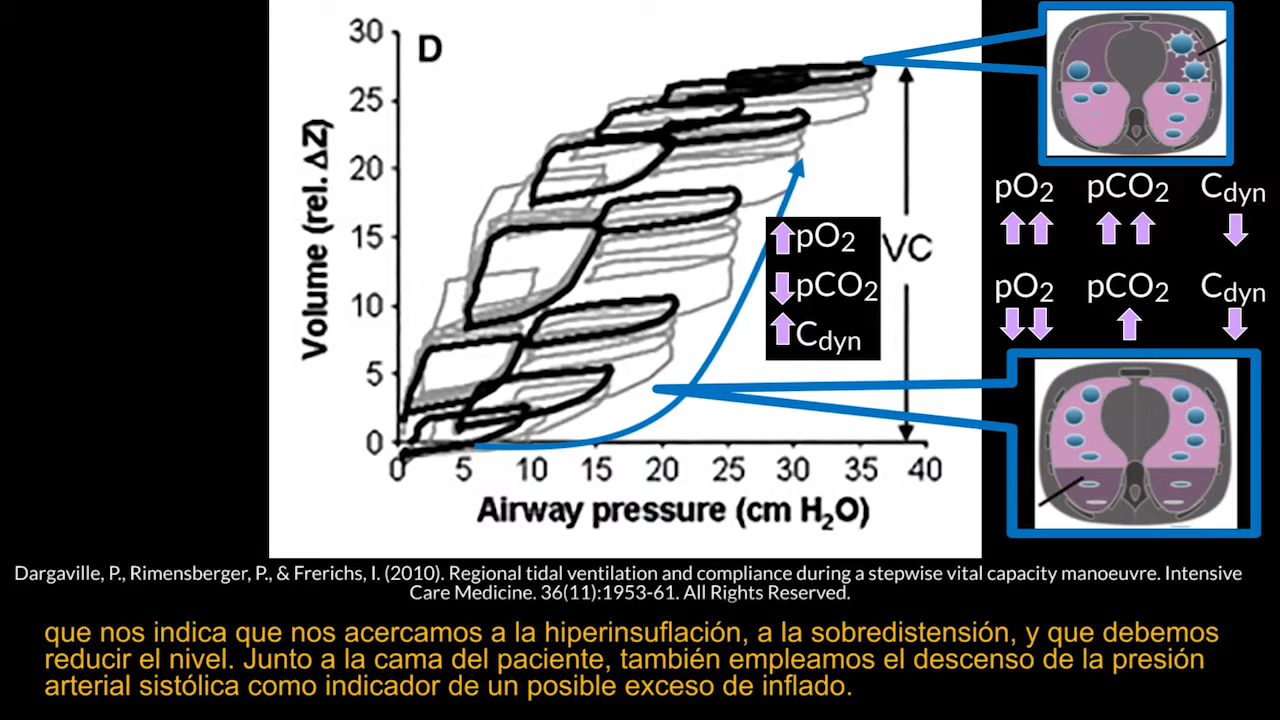 D
Volume (rel. ΔZ)
30
25
20
15
10
5
0
0
5
10
15
20
25
30
35
40
Airway pressure (cm H₂O)
VC
pO₂
pCO₂
Cdyn
pO₂ pCO₂ Cdyn
pO₂ pCO₂ Cdyn
Dargaville, P., Rimensberger, P., & Frerichs, I. (2010). Regional tidal ventilation and compliance during a stepwise vital capacity manoeuvre. Intensive
Care Medicine. 36(11):1953-61. All Rights Reserved.
que nos indica que nos acercamos a la hiperinsuflación, a la sobredistensión, y que debemos
reducir el nivel. Junto a la cama del paciente, también empleamos el descenso de la presión
arterial sistólica como indicador de un posible exceso de inflado.